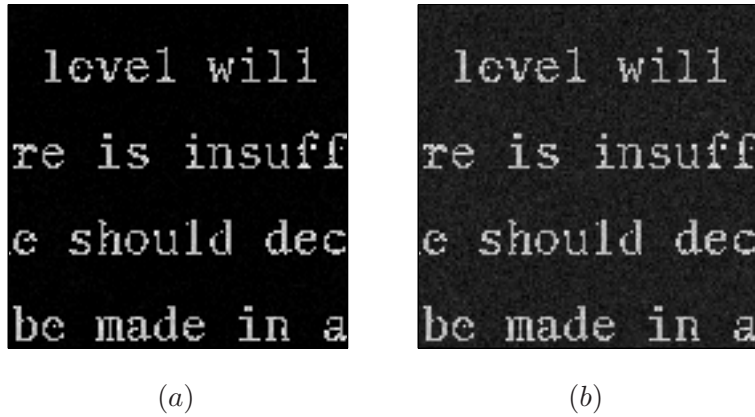 level will
re is insuff
e should dec
be made in a
level will
re is insuff
e should dec
be made in a
(a)
(b)